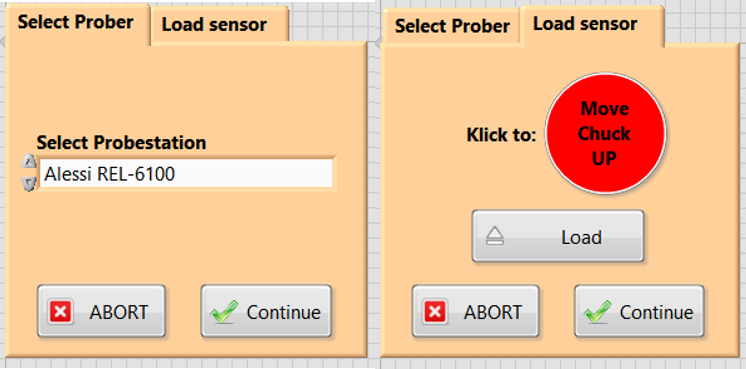 Select Prober
Load sensor
Select Probestation
Alessi REL-6100
ABORT
Continue
Select Prober
Load sensor
Klick to:
Move
Chuck
UP
Load
ABORT
Continue